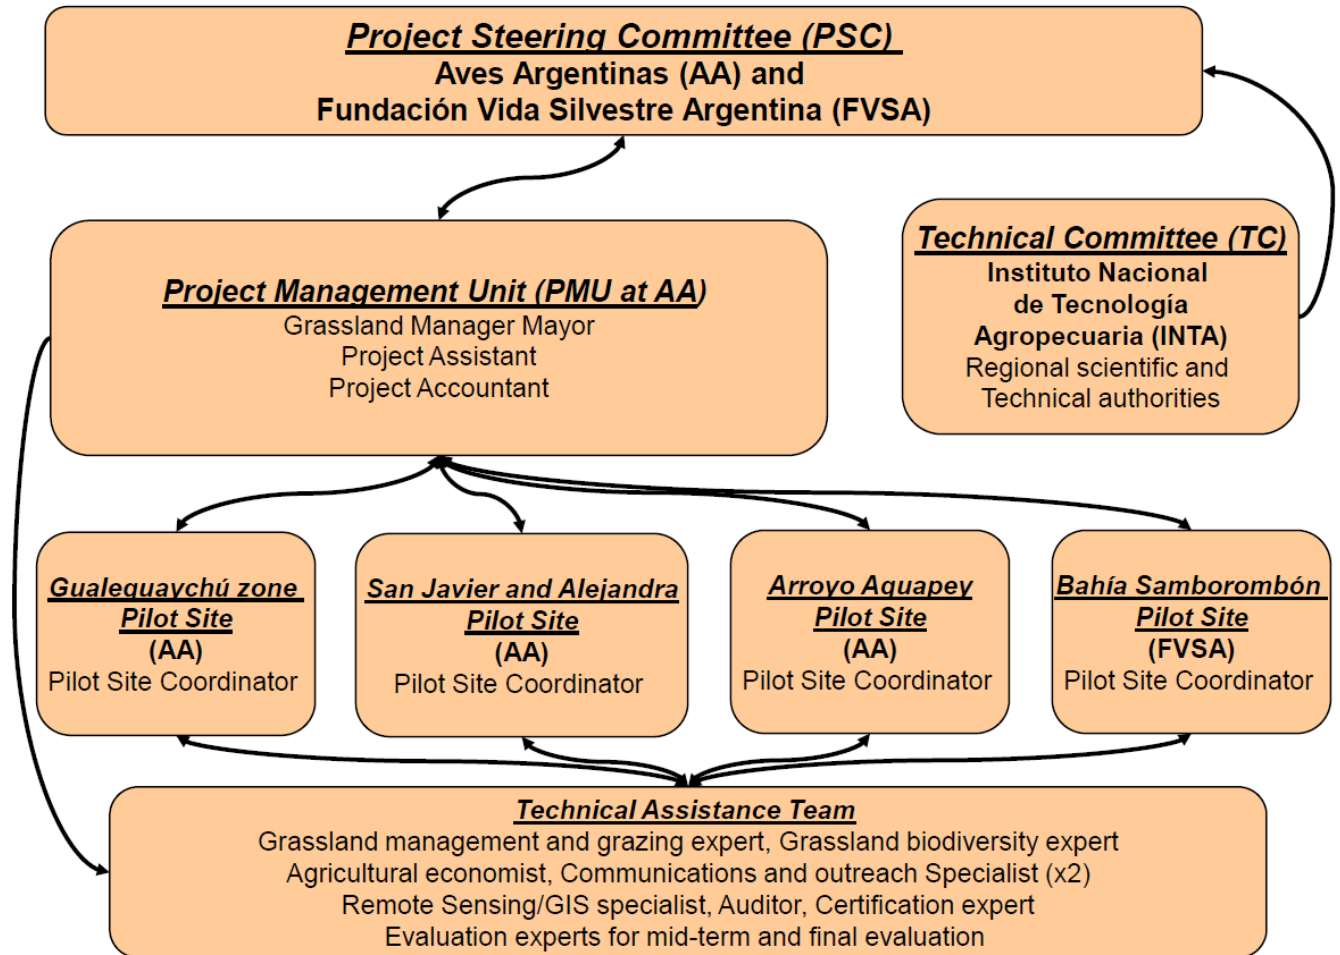 Project Steering Committee (PSC)
Aves Argentinas (AA) and
Fundación Vida Silvestre Argentina (FVSA)
Project Management Unit (PMU at AA)
Grassland Manager Mayor
Project Assistant
Project Accountant
Technical Committee (TC)
Instituto Nacional
de Tecnología
Agropecuaria (INTA)
Regional scientific and
Technical authorities
Gualeguaychú zone
Pilot Site
(AA)
Pilot Site Coordinator
San Javier and Alejandra
Pilot Site
(AA)
Pilot Site Coordinator
Arroyo Aguapey
Pilot Site
(AA)
Pilot Site Coordinator
Bahía Samborombón
Pilot Site
(FVSA)
Pilot Site Coordinator
Technical Assistance Team
Grassland management and grazing expert, Grassland biodiversity expert
Agricultural economist, Communications and outreach Specialist (x2)
Remote Sensing/GIS specialist, Auditor, Certification expert
Evaluation experts for mid-term and final evaluation